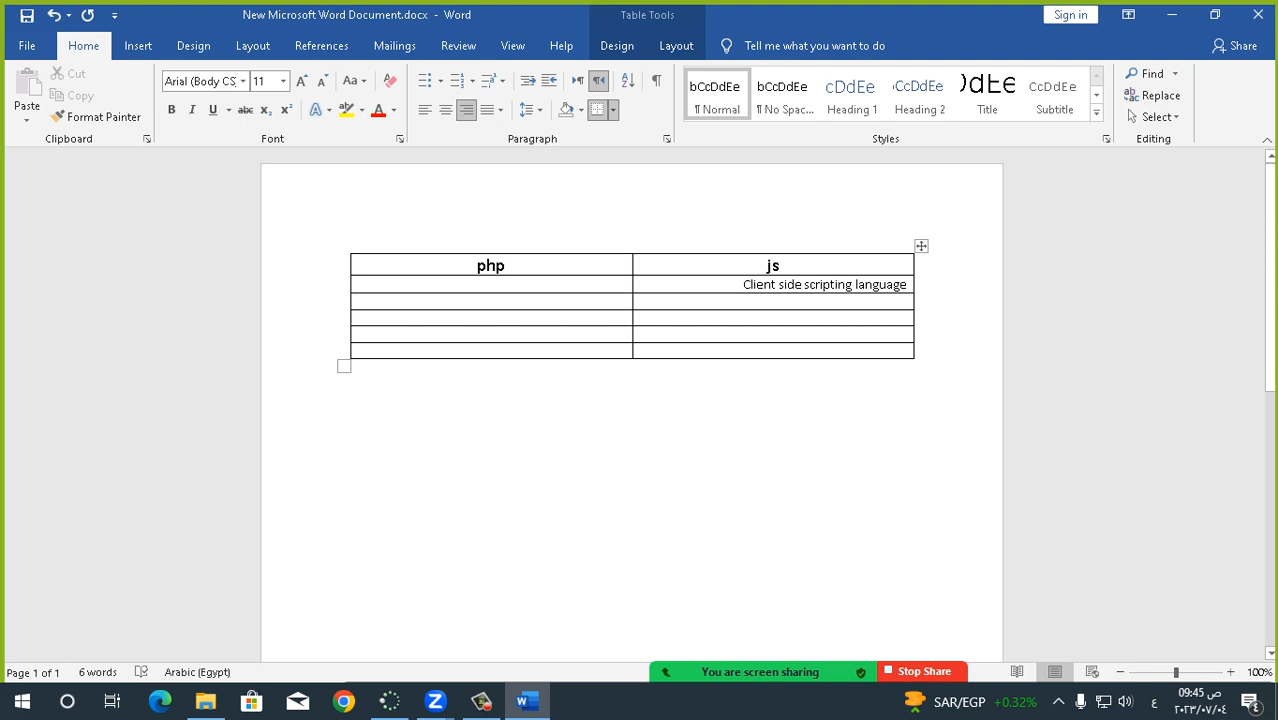 New Microsoft Word Document.docx - Word
Table Tools
Sign in
File
Home
Insert
Design
Layout
References
Mailings
Review
View
Help
Design
Layout
Tell me what you want to do
Share
Paste
Cut
Copy
Format Painter
Clipboard
Arial (Body CS)
11
Font
Paragraph
bCcDdEe
¶ Normal
bCcDdEe
¶ No Spac...
cDdEe
Heading 1
cCcDdEe
Heading 2
Title
CcDdEe
Subtitle
Styles
Find
Replace
Select
Editing
php
js
Client side scripting language
Page 1 of 1
6 words
Arabic (Egypt)
You are screen sharing
Stop Share
100%
SAR/EGP
+0.32%
ع
09:45 ص
٢٠٢٣/٠٧/٠٤